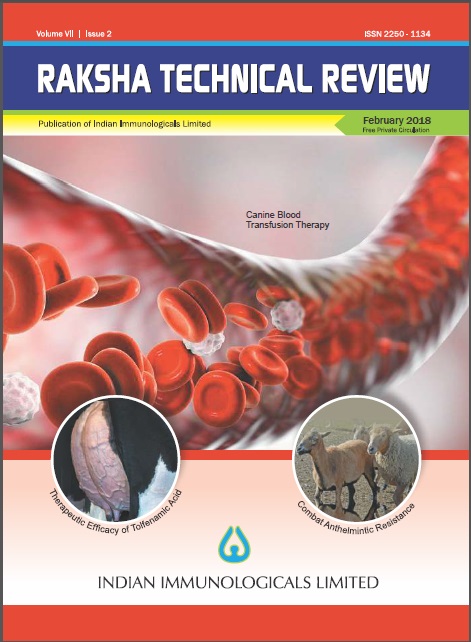 Volume VII | Issue 2
ISSN 2250 - 1134
RAKSHA TECHNICAL REVIEW
Publication of Indian Immunologicals Limited
February 2018
Free Private Circulation
Canine Blood
Transfusion Therapy
Therapeutic Efficacy of Tolfenamic Acid
Combat Anthelmintic Resistance
INDIAN IMMUNOLOGICALS LIMITED